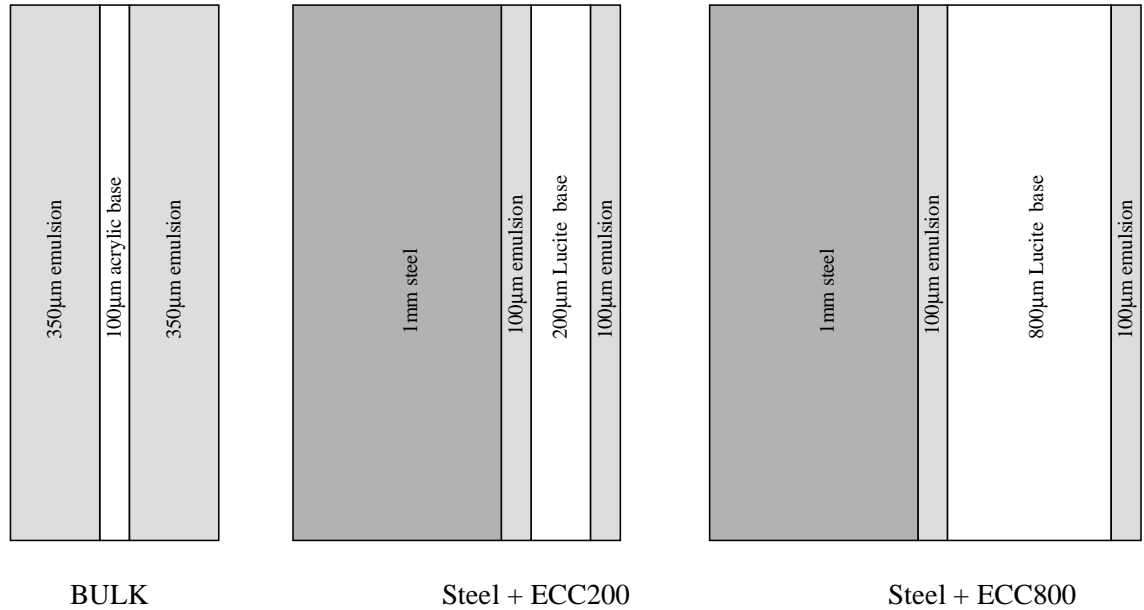 350μm emulsion
100μm acrylic base
350μm emulsion
1mm steel
100μm emulsion
200μm Lucite base
100μm emulsion
1mm steel
100μm emulsion
800μm Lucite base
100μm emulsion
BULK
Steel + ECC200
Steel + ECC800